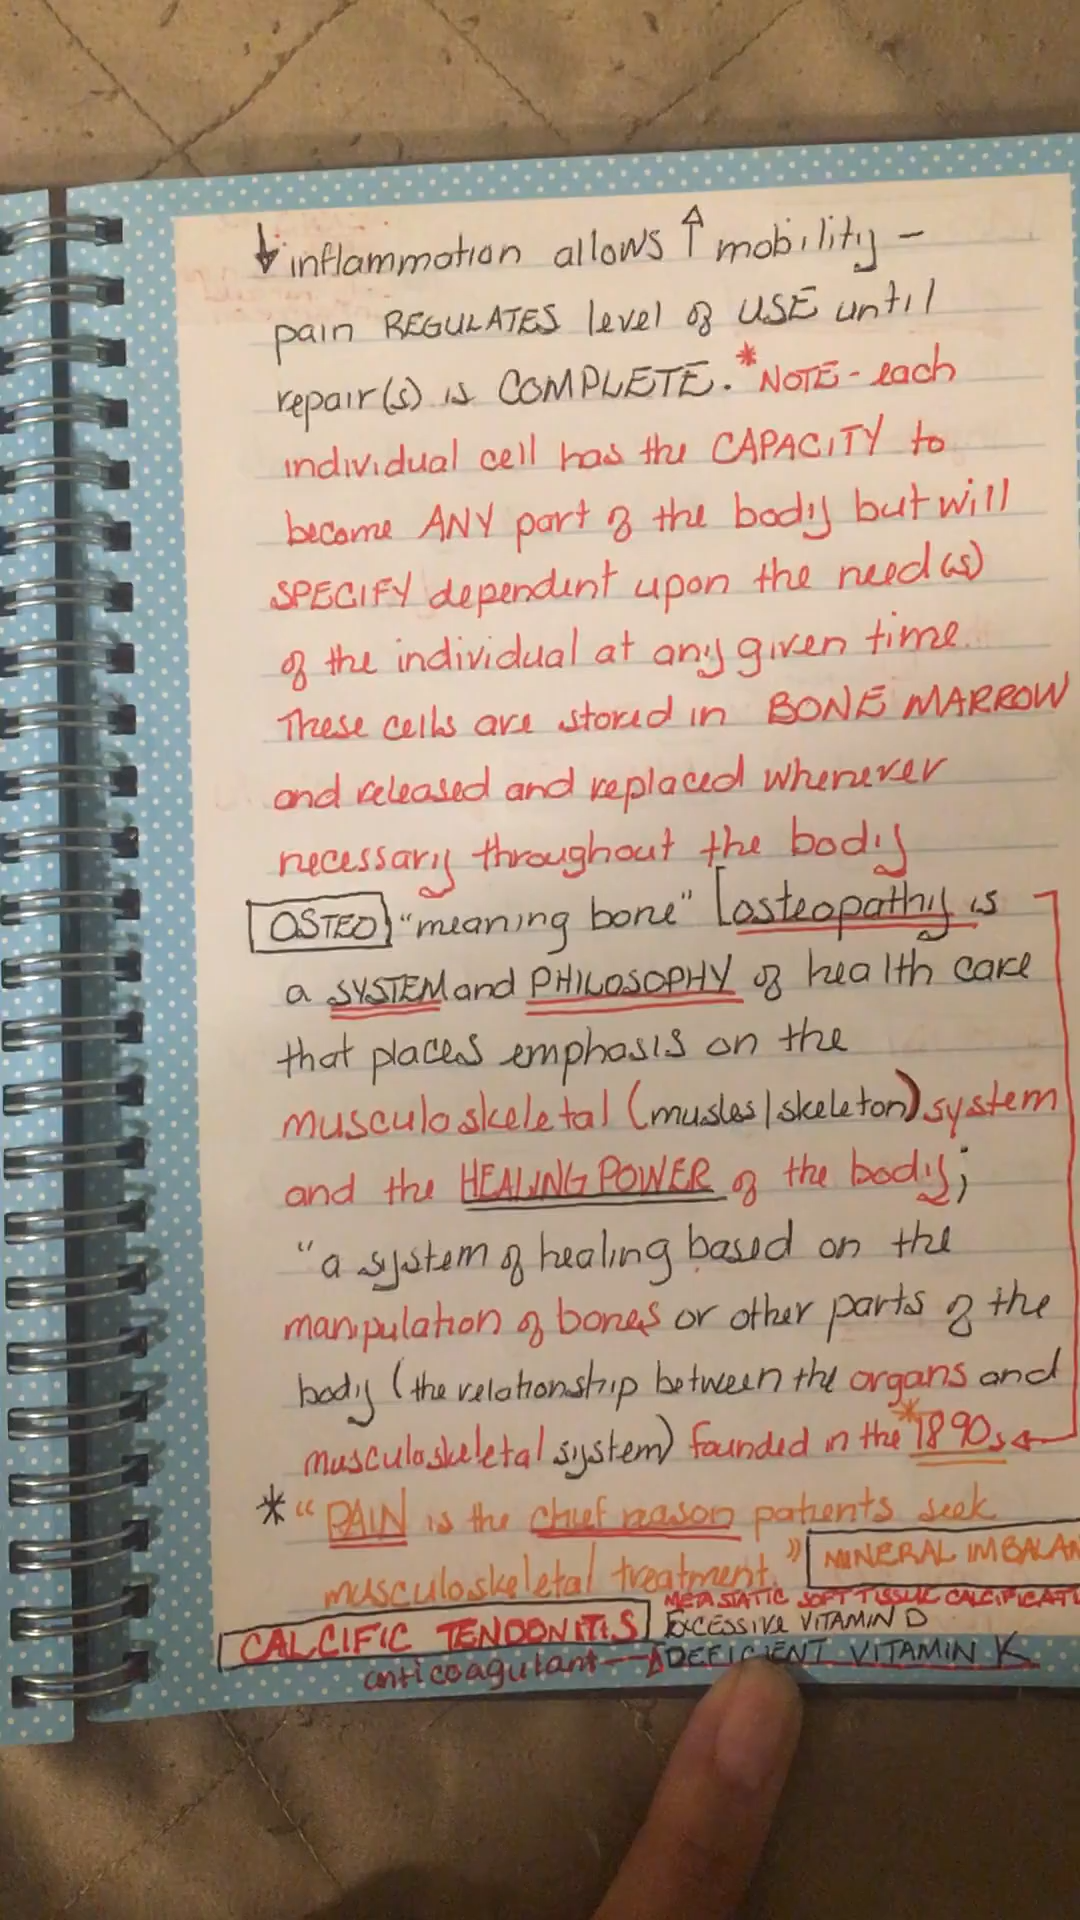 ↓ inflammation allows ↑ mobility -
pain REGULATES level of USE until
repair(s) is COMPLETE. *NOTE - each
individual cell has the CAPACITY to
become ANY part of the body but will
SPECIFY dependent upon the need(s)
of the individual at any given time.
These cells are stored in BONE MARROW
and released and replaced whenever
necessary throughout the body
OSTEO "meaning bone" [osteopathy is
a SYSTEM and PHILOSOPHY of health care
that places emphasis on the
musculoskeletal (musles/skeleton) system
and the HEALING POWER of the body;
"a system of healing based on the
manipulation of bones or other parts of the
body (the relationship between the organs and
musculoskeletal system) founded in the *1890s
* "PAIN is the chief reason patients seek
musculoskeletal treatment." MINERAL IMBALAN
METASTATIC SOFT TISSUE CALCIFICATI
CALCIFIC TENDONITIS EXCESSIVE VITAMIN D
anticoagulant → DEFICIENT VITAMIN K